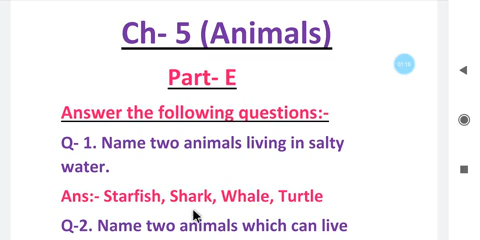 Ch- 5 (Animals)
Part- E
Answer the following questions:-
Q- 1. Name two animals living in salty
water.
Ans:- Starfish, Shark, Whale, Turtle
Q-2. Name two animals which can live